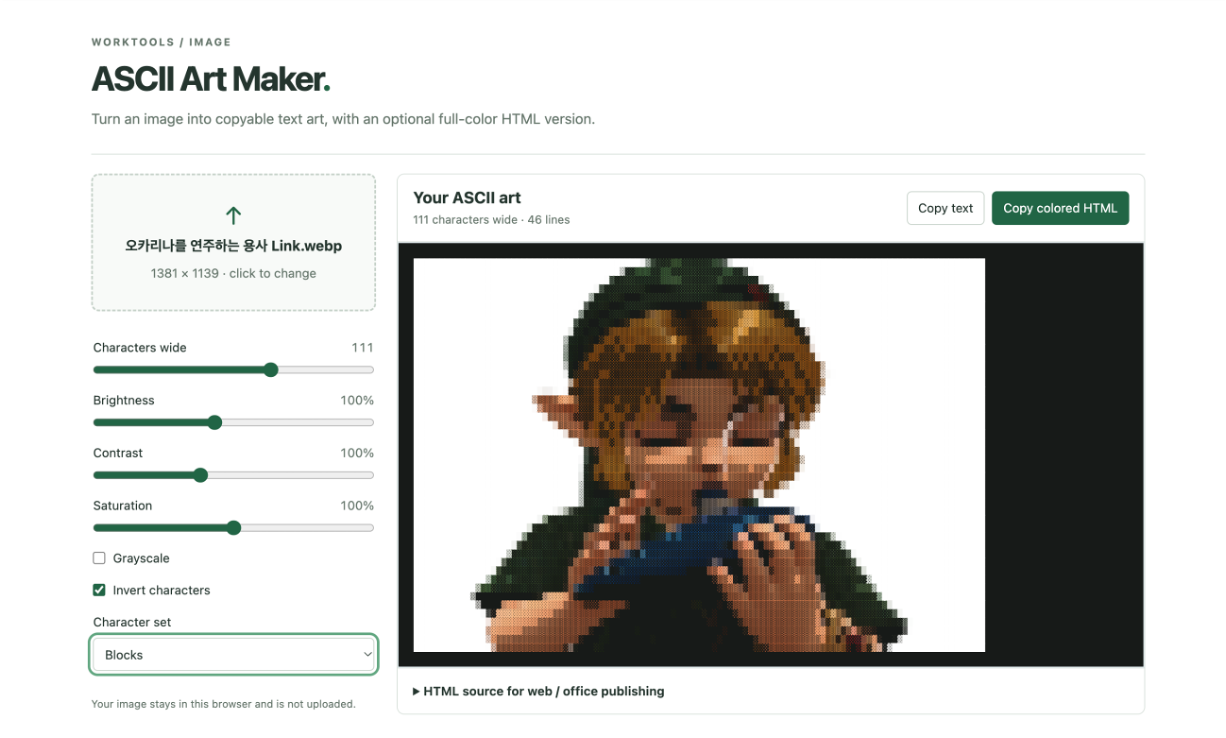 WORKTOOLS / IMAGE
ASCII Art Maker.
Turn an image into copyable text art, with an optional full-color HTML version.
오카리나를 연주하는 용사 Link.webp
1381 × 1139 · click to change
Characters wide 111
Brightness 100%
Contrast 100%
Saturation 100%
Grayscale
Invert characters
Character set
Blocks
Your image stays in this browser and is not uploaded.
Your ASCII art
111 characters wide · 46 lines
Copy text
Copy colored HTML
HTML source for web / office publishing